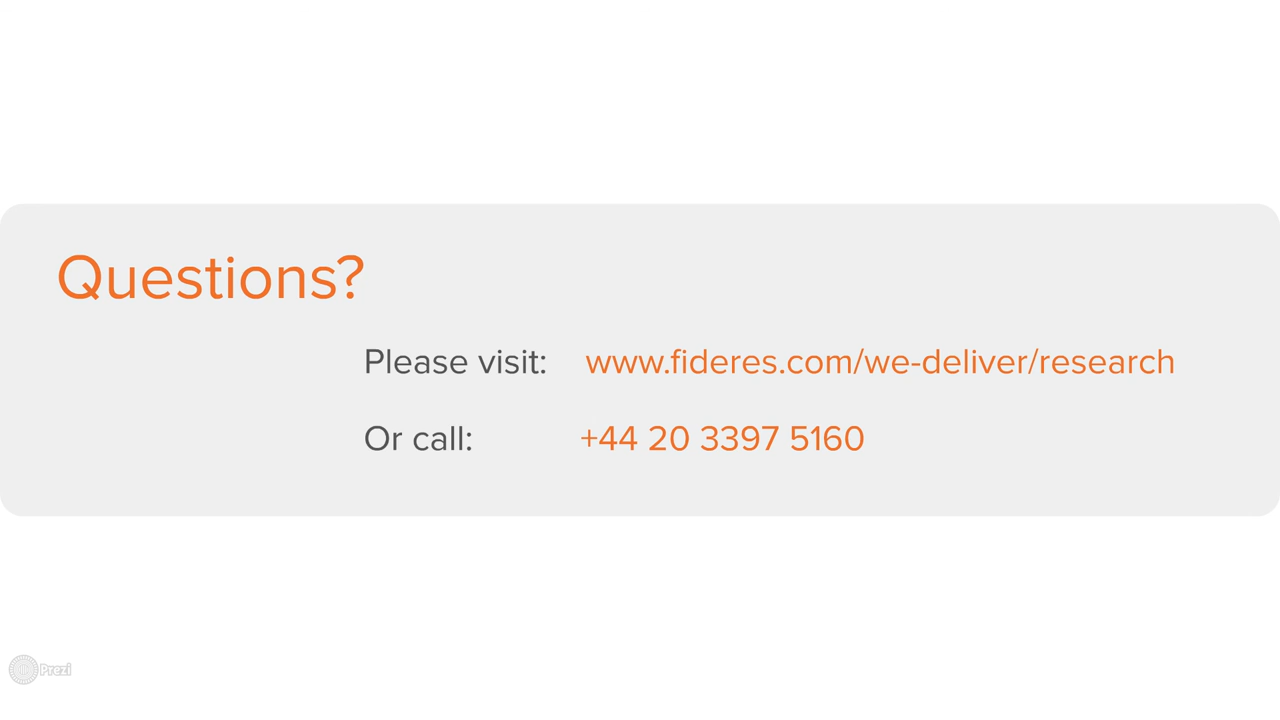 Questions?
Please visit: www.fideres.com/we-deliver/research
Or call: +44 20 3397 5160
Prezi